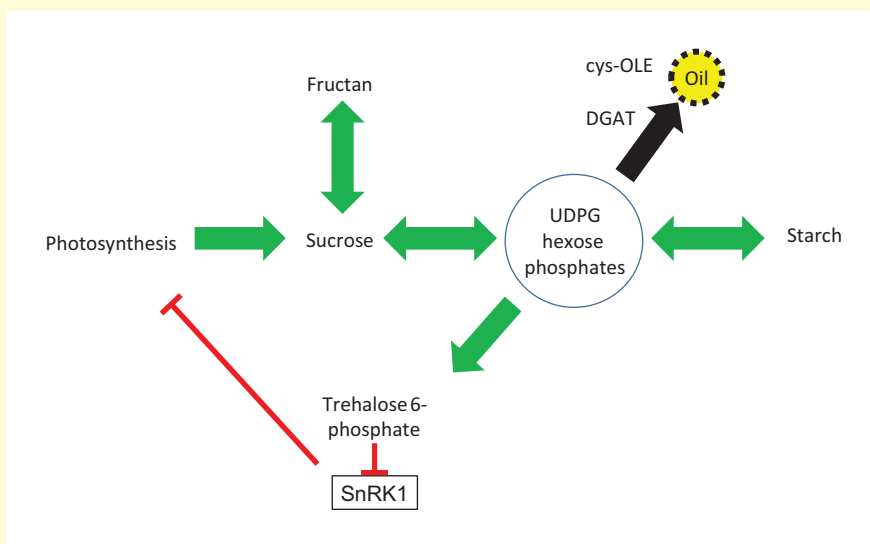 cys-OLE
Oil
Fructan
DGAT
UDPG
hexose
phosphates
Photosynthesis
Sucrose
Starch
Trehalose 6-
phosphate
SnRK1